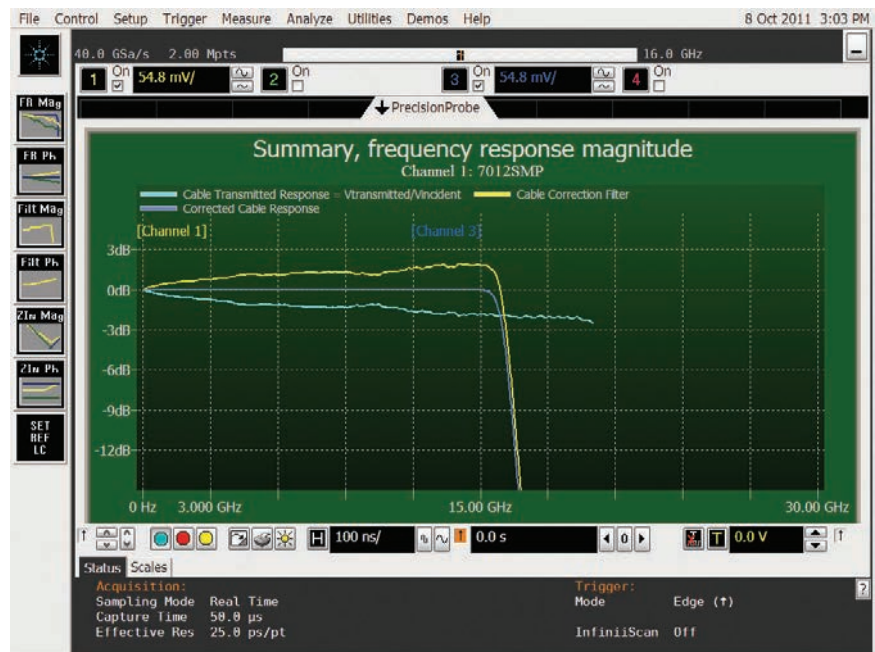 File Control Setup Trigger Measure Analyze Utilities Demos Help 8 Oct 2011 3:03 PM
40.0 GSa/s 2.00 Mpts 16.0 GHz
1 On 54.8 mV/ 2 On 3 On 54.8 mV/ 4 On
PrecisionProbe
FR Mag
FR Ph
Filt Mag
Filt Ph
ZIn Mag
ZIn Ph
SET
REF
LC
Summary, frequency response magnitude
Channel 1: 7012SMP
Cable Transmitted Response = Vtransmitted/Vincident Cable Correction Filter
Corrected Cable Response
[Channel 1] [Channel 3]
3dB
0dB
-3dB
-6dB
-9dB
-12dB
0 Hz 3.000 GHz 15.00 GHz 30.00 GHz
H 100 ns/ 0.0 s 0 T 0.0 V
Status Scales
Acquisition: Trigger:
Sampling Mode Real Time Mode Edge (↑)
Capture Time 50.0 µs
Effective Res 25.0 ps/pt InfiniiScan Off
?